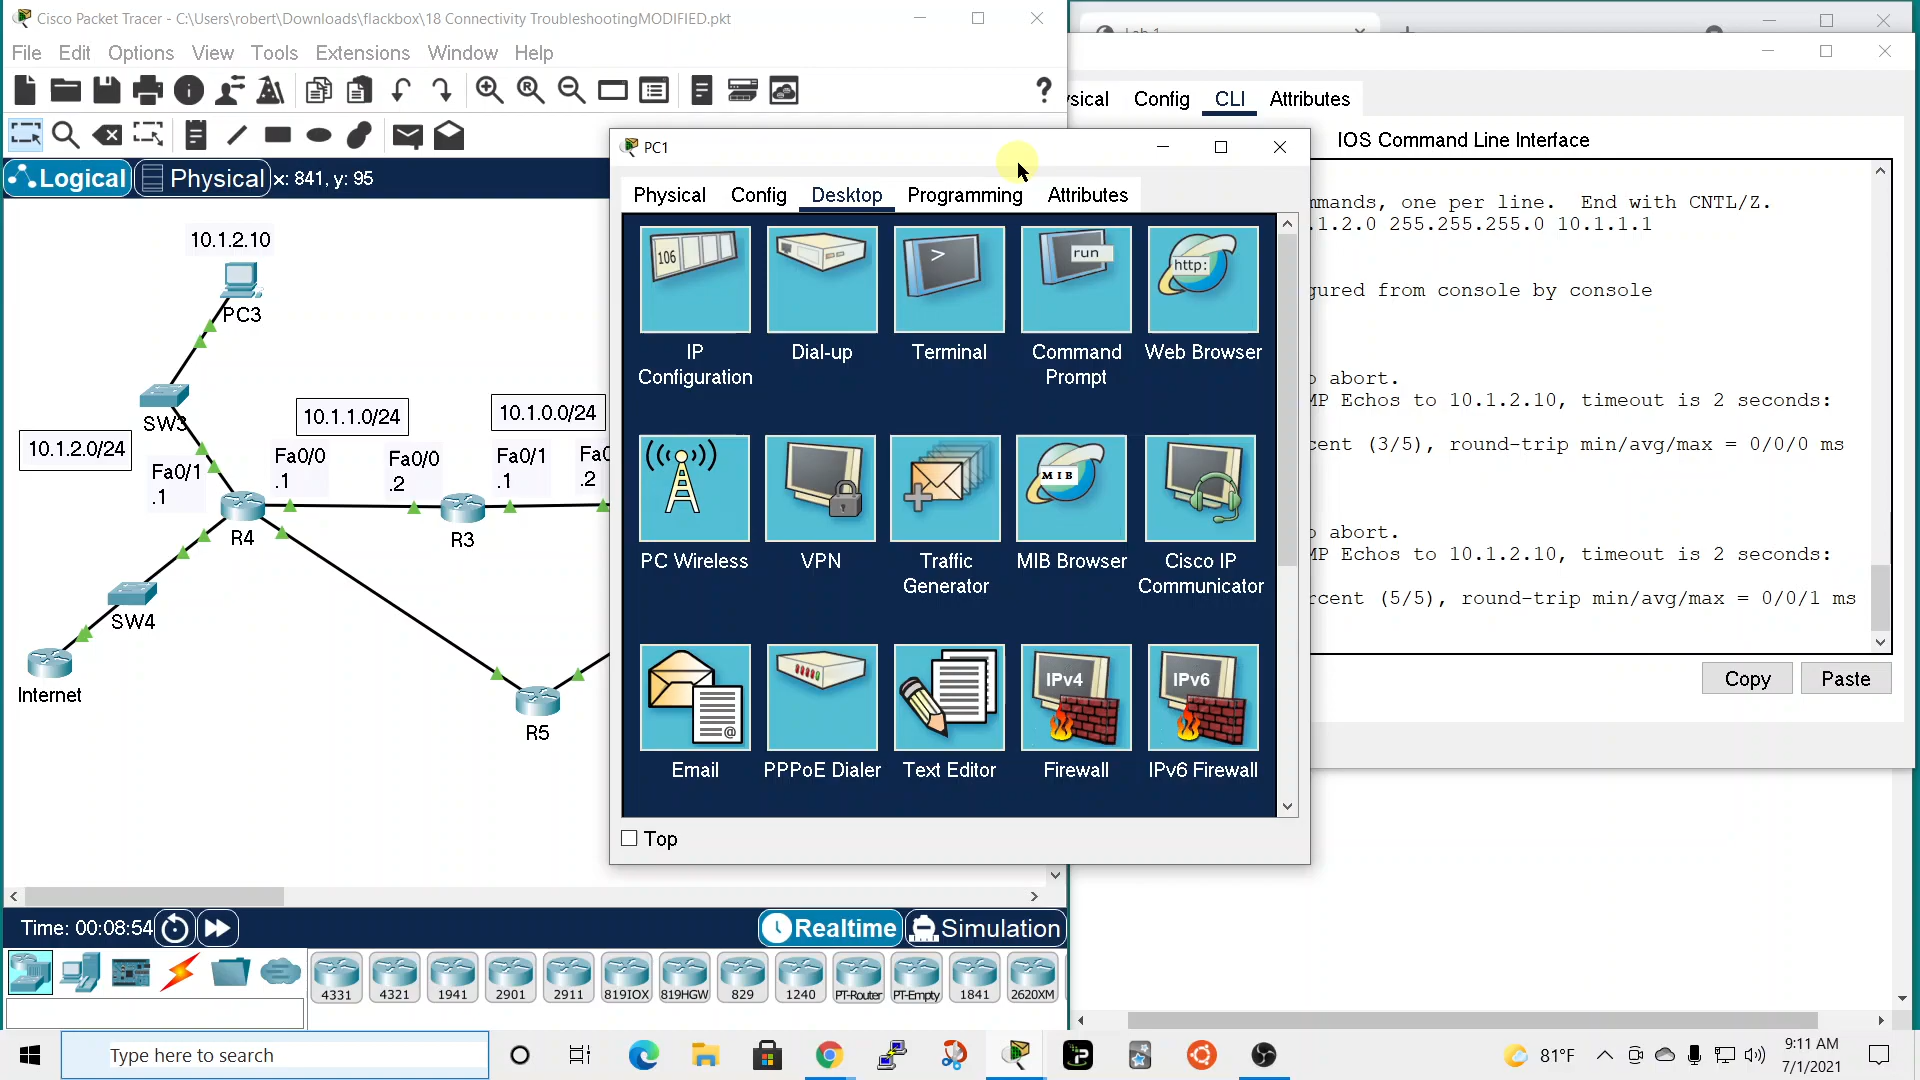 Cisco Packet Tracer - C:\Users\robert\Downloads\flackbox\18 Connectivity TroubleshootingMODIFIED.pkt
File Edit Options View Tools Extensions Window Help
Logical
Physical
x: 841, y: 95
10.1.2.10
PC3
SW3
10.1.2.0/24
10.1.1.0/24
10.1.0.0/24
Fa0/1
.1
Fa0/0
.1
Fa0/0
.2
Fa0/1
.1
.2
R4
R3
SW4
Internet
R5
PC1
Physical Config Desktop Programming Attributes
106
>
run
http:
IP
Configuration
Dial-up
Terminal
Command
Prompt
Web Browser
MIB
PC Wireless
VPN
Traffic
Generator
MIB Browser
Cisco IP
Communicator
@
IPv4
IPv6
Email
PPPoE Dialer
Text Editor
Firewall
IPv6 Firewall
Top
Config CLI Attributes
IOS Command Line Interface
, one per line.  End with CNTL/Z.
.1.2.0 255.255.255.0 10.1.1.1
from console by console
abort.
Echos to 10.1.2.10, timeout is 2 seconds:
(3/5), round-trip min/avg/max = 0/0/0 ms
abort.
Echos to 10.1.2.10, timeout is 2 seconds:
(5/5), round-trip min/avg/max = 0/0/1 ms
Copy
Paste
Time: 00:08:54
Realtime
Simulation
4331
4321
1941
2901
2911
819IOX
819HGW
829
1240
PT-Router
PT-Empty
1841
2620XM
Type here to search
81°F
9:11 AM
7/1/2021